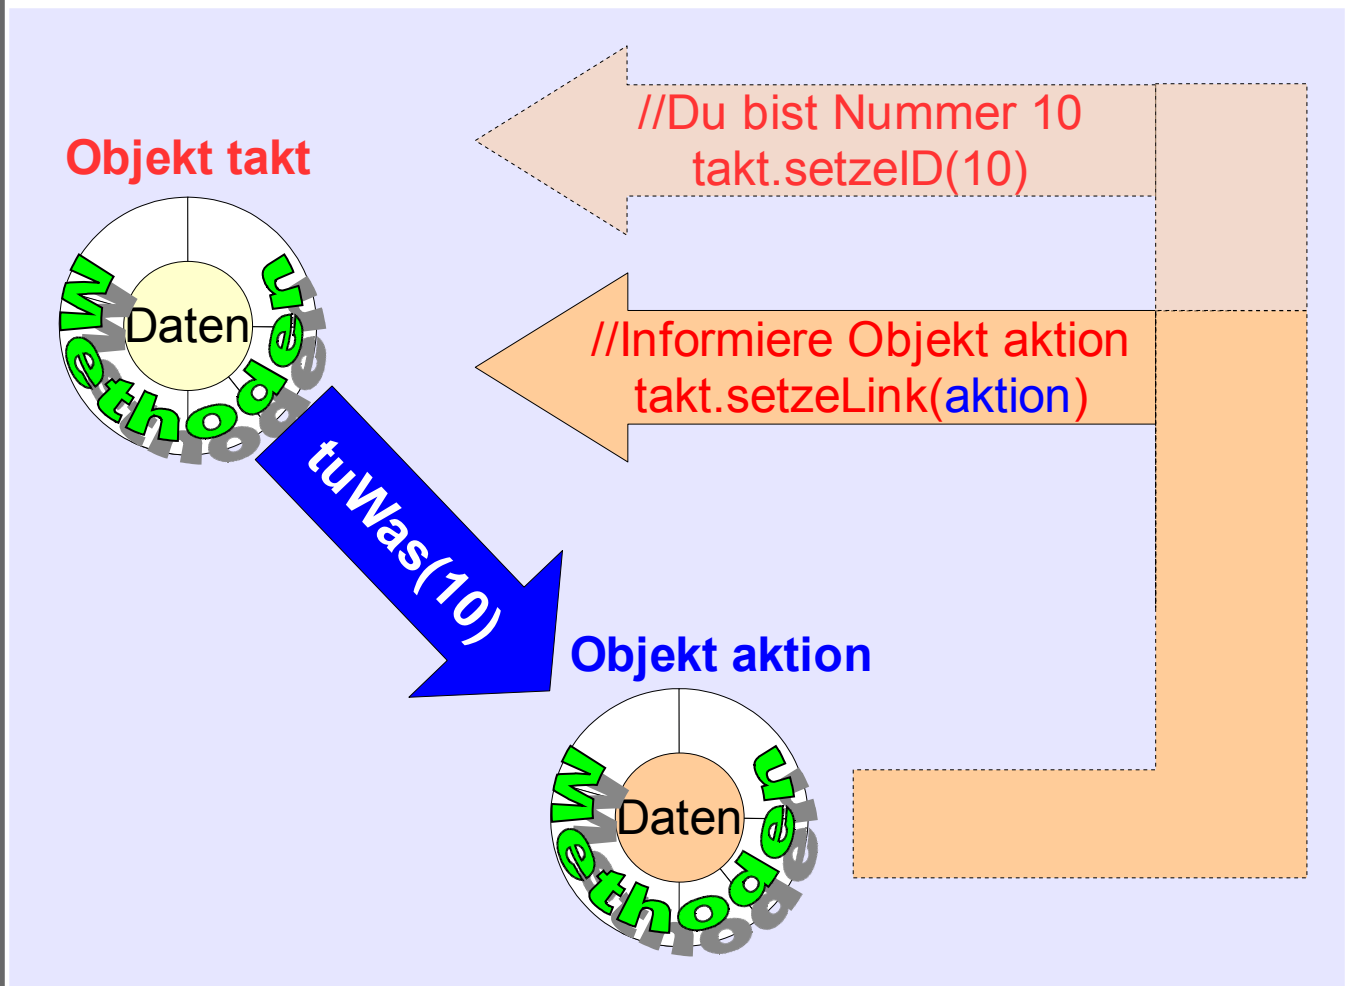 //Du bist Nummer 10
takt.setzeID(10)
Objekt takt
Daten
Methoden
//Informiere Objekt aktion
takt.setzeLink(aktion)
tuWas(10)
Objekt aktion
Daten
Methoden